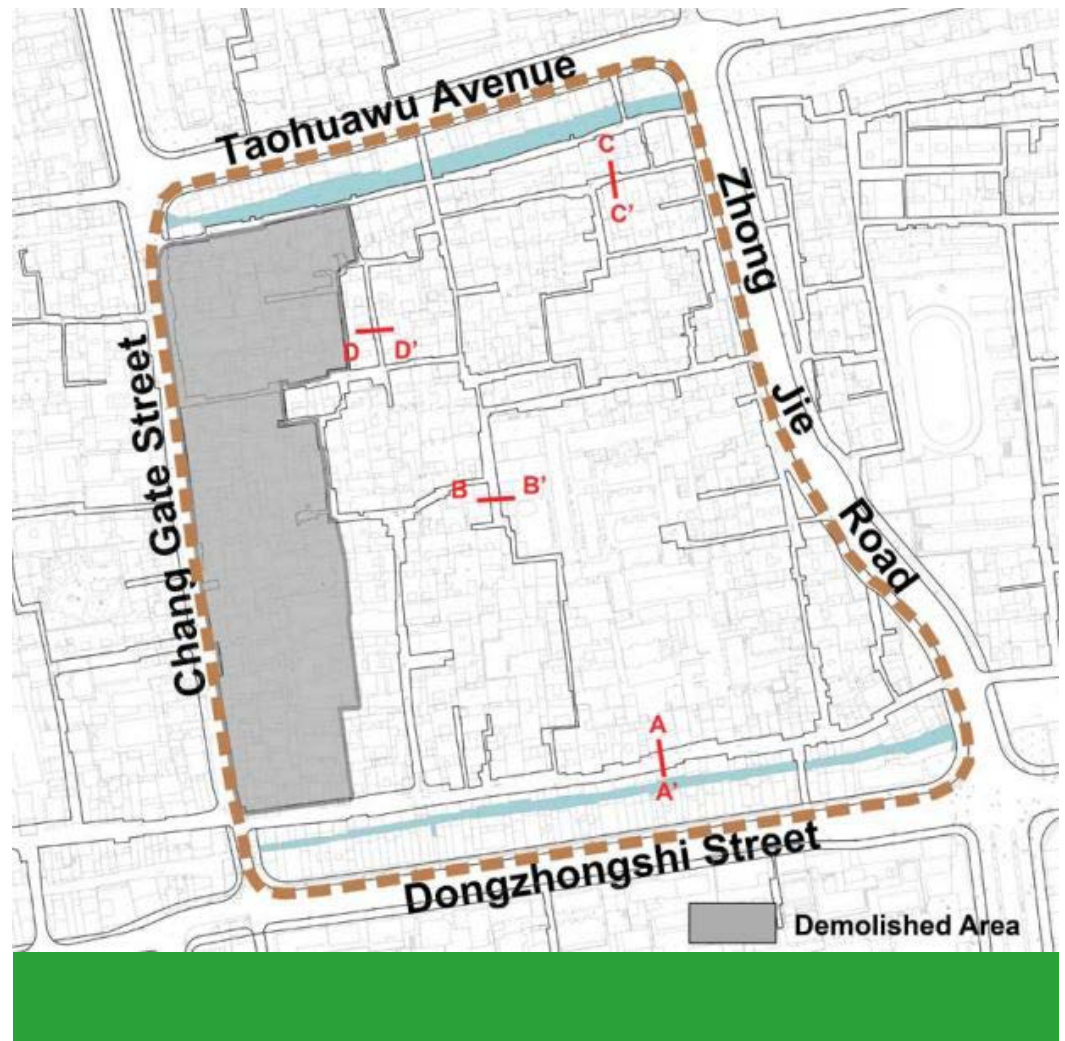 Taohuawu Avenue
C
C'
Zhong
D
D'
Chang Gate Street
Jie
B
B'
Road
A
A'
Dongzhongshi Street
Demolished Area